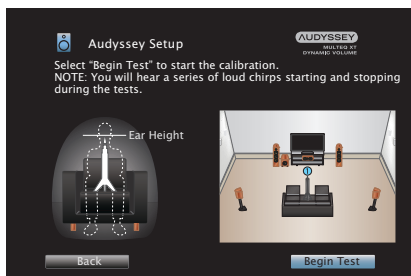 Audyssey Setup
AUDYSSEY
MULTEQ XT
DYNAMIC VOLUME
Select “Begin Test” to start the calibration.
NOTE: You will hear a series of loud chirps starting and stopping
during the tests.
Ear Height
1
Back
Begin Test